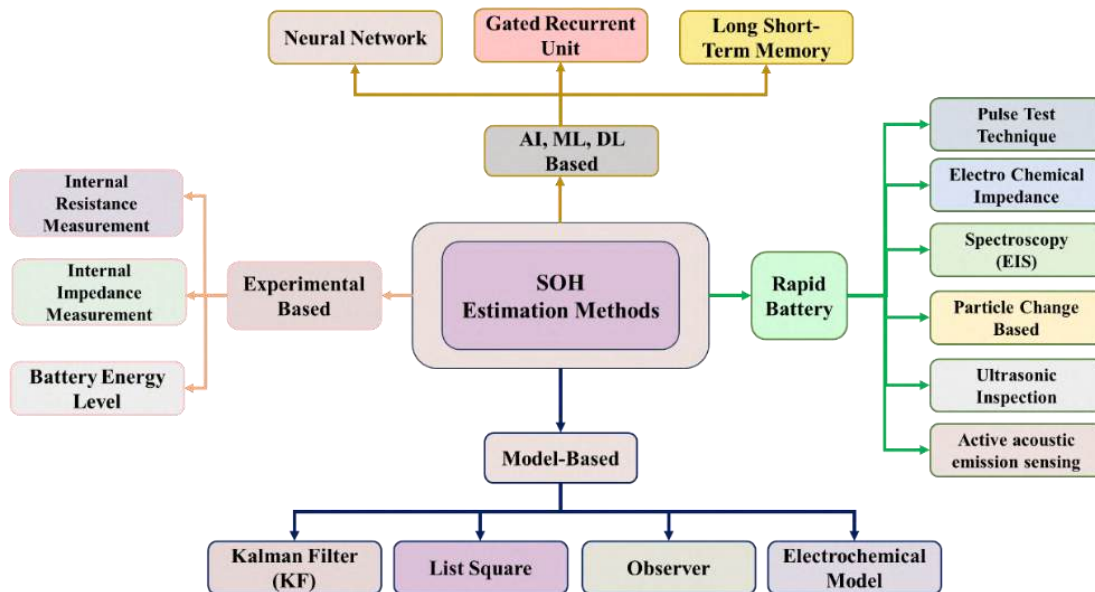 Neural Network
Gated Recurrent
Unit
Long Short-
Term Memory
AI, ML, DL
Based
Internal
Resistance
Measurement
Internal
Impedance
Measurement
Battery Energy
Level
Experimental
Based
SOH
Estimation Methods
Rapid
Battery
Pulse Test
Technique
Electro Chemical
Impedance
Spectroscopy
(EIS)
Particle Change
Based
Ultrasonic
Inspection
Active acoustic
emission sensing
Model-Based
Kalman Filter
(KF)
List Square
Observer
Electrochemical
Model